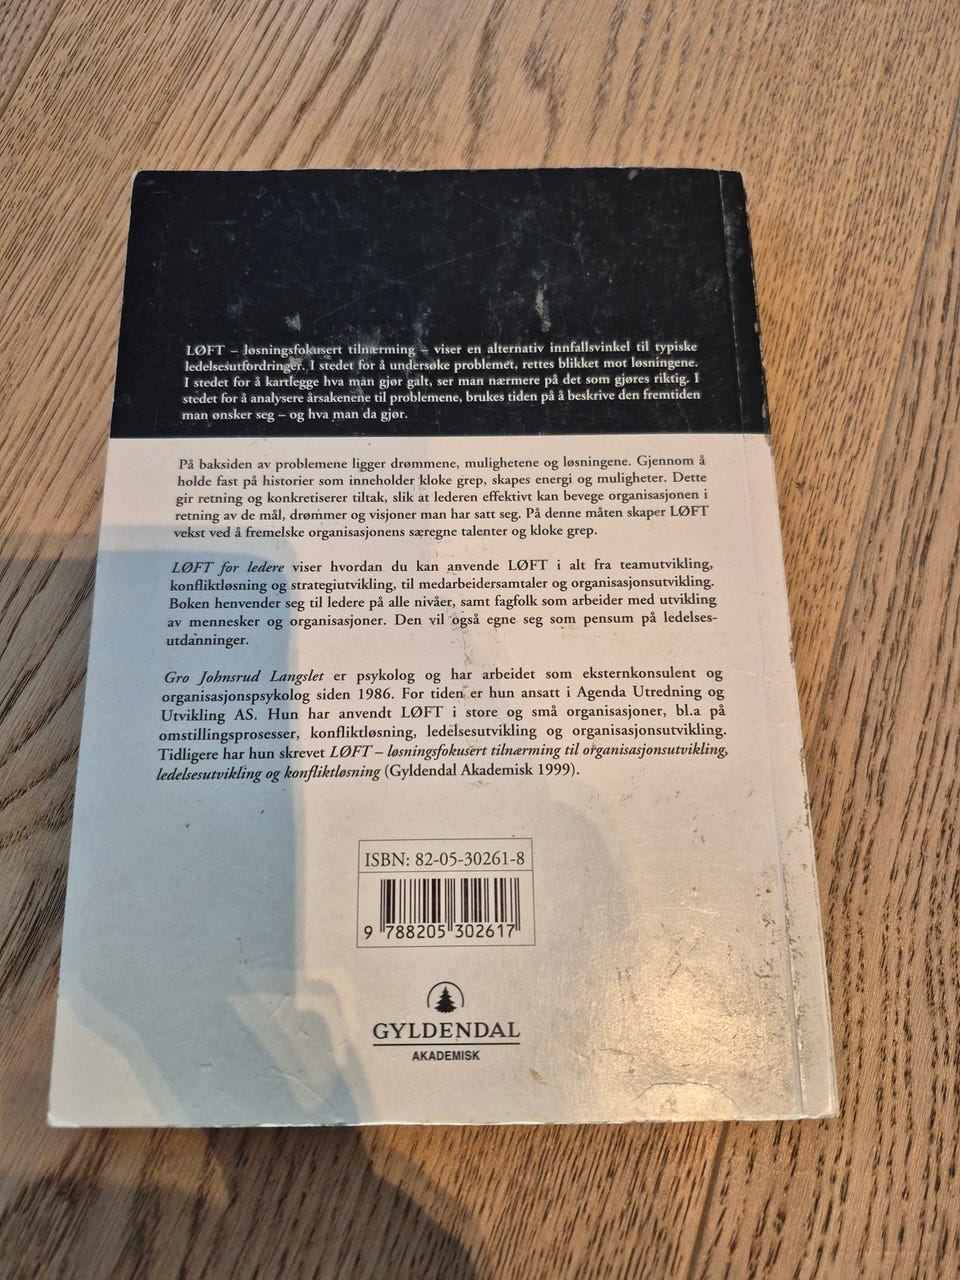 LØFT – løsningsfokusert tilnærming – viser en alternativ innfallsvinkel til typiske
ledelsesutfordringer. I stedet for å undersøke problemet, rettes blikket mot løsningene.
I stedet for å kartlegge hva man gjør galt, ser man nærmere på det som gjøres riktig. I
stedet for å analysere årsakene til problemene, brukes tiden på å beskrive den fremtiden
man ønsker seg – og hva man da gjør.
På baksiden av problemene ligger drømmene, mulighetene og løsningene. Gjennom å
holde fast på historier som inneholder kloke grep, skapes energi og muligheter. Dette
gir retning og konkretiserer tiltak, slik at lederen effektivt kan bevege organisasjonen i
retning av de mål, drømmer og visjoner man har satt seg. På denne måten skaper LØFT
vekst ved å fremelske organisasjonens særegne talenter og kloke grep.
LØFT for ledere viser hvordan du kan anvende LØFT i alt fra teamutvikling,
konfliktløsning og strategiutvikling, til medarbeidersamtaler og organisasjonsutvikling.
Boken henvender seg til ledere på alle nivåer, samt fagfolk som arbeider med utvikling
av mennesker og organisasjoner. Den vil også egne seg som pensum på ledelses-
utdanninger.
Gro Johnsrud Langslet er psykolog og har arbeidet som eksternkonsulent og
organisasjonspsykolog siden 1986. For tiden er hun ansatt i Agenda Utredning og
Utvikling AS. Hun har anvendt LØFT i store og små organisasjoner, bl.a på
omstillingsprosesser, konfliktløsning, ledelsesutvikling og organisasjonsutvikling.
Tidligere har hun skrevet LØFT – løsningsfokusert tilnærming til organisasjonsutvikling,
ledelsesutvikling og konfliktløsning (Gyldendal Akademisk 1999).
ISBN: 82-05-30261-8
9 788205 302617
GYLDENDAL
AKADEMISK